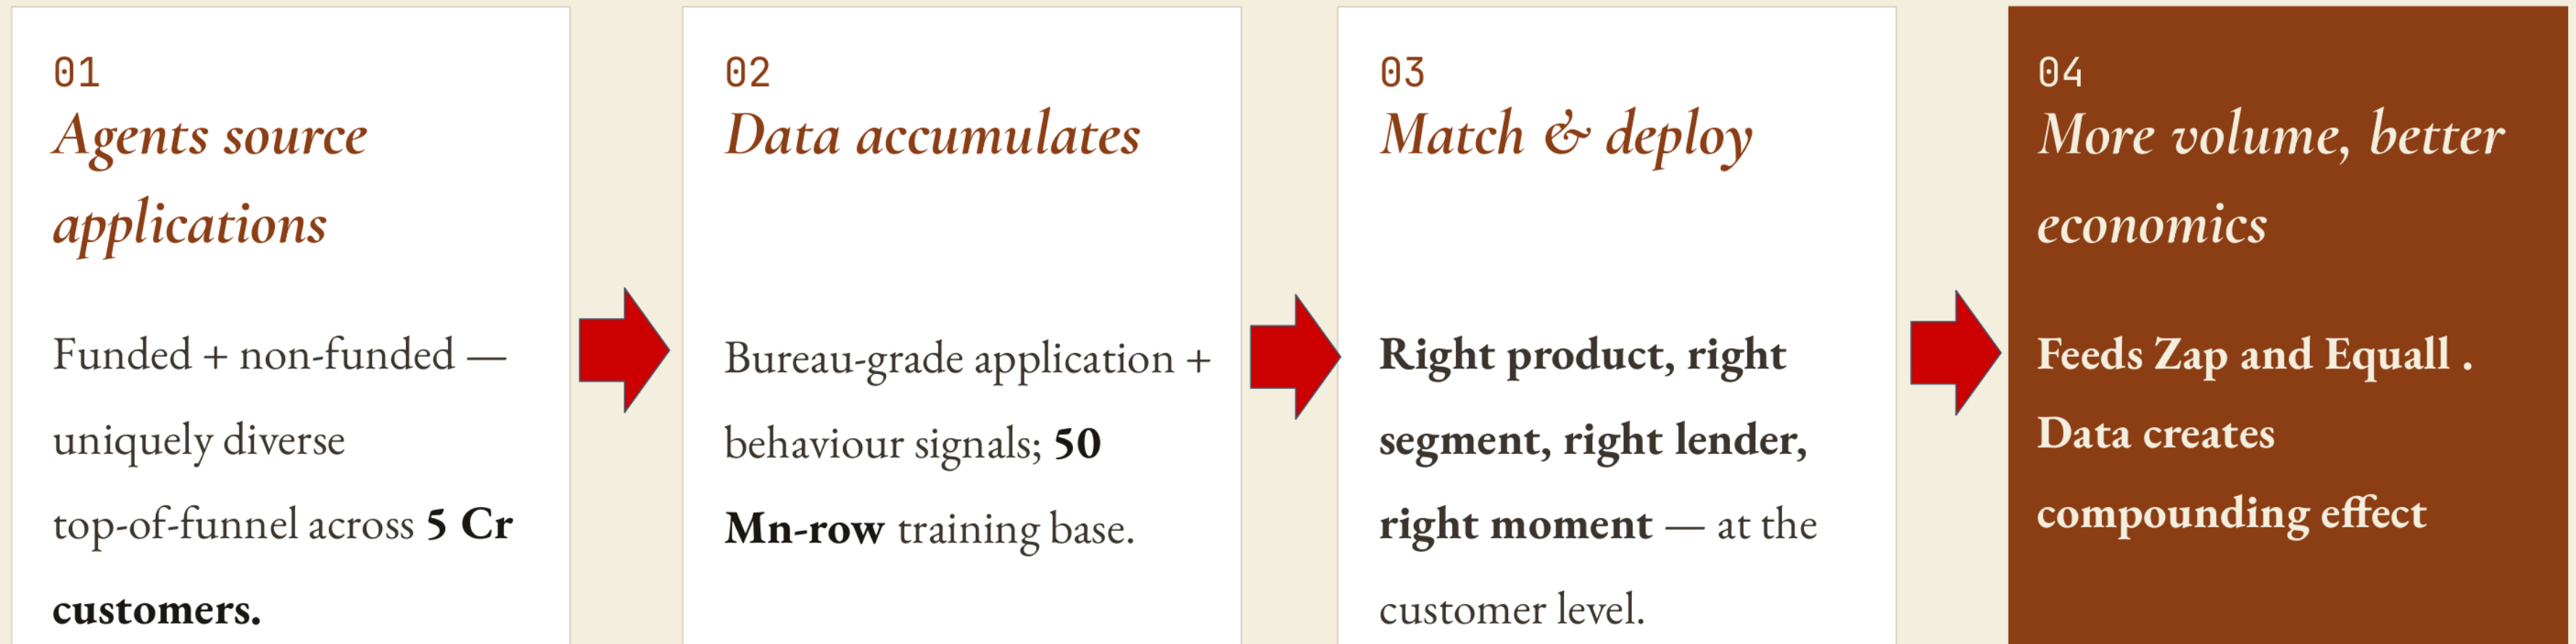 01
Agents source
applications
Funded + non-funded —
uniquely diverse
top-of-funnel across 5 Cr
customers.
02
Data accumulates
Bureau-grade application +
behaviour signals; 50
Mn-row training base.
03
Match & deploy
Right product, right
segment, right lender,
right moment — at the
customer level.
04
More volume, better
economics
Feeds Zap and Equall .
Data creates
compounding effect